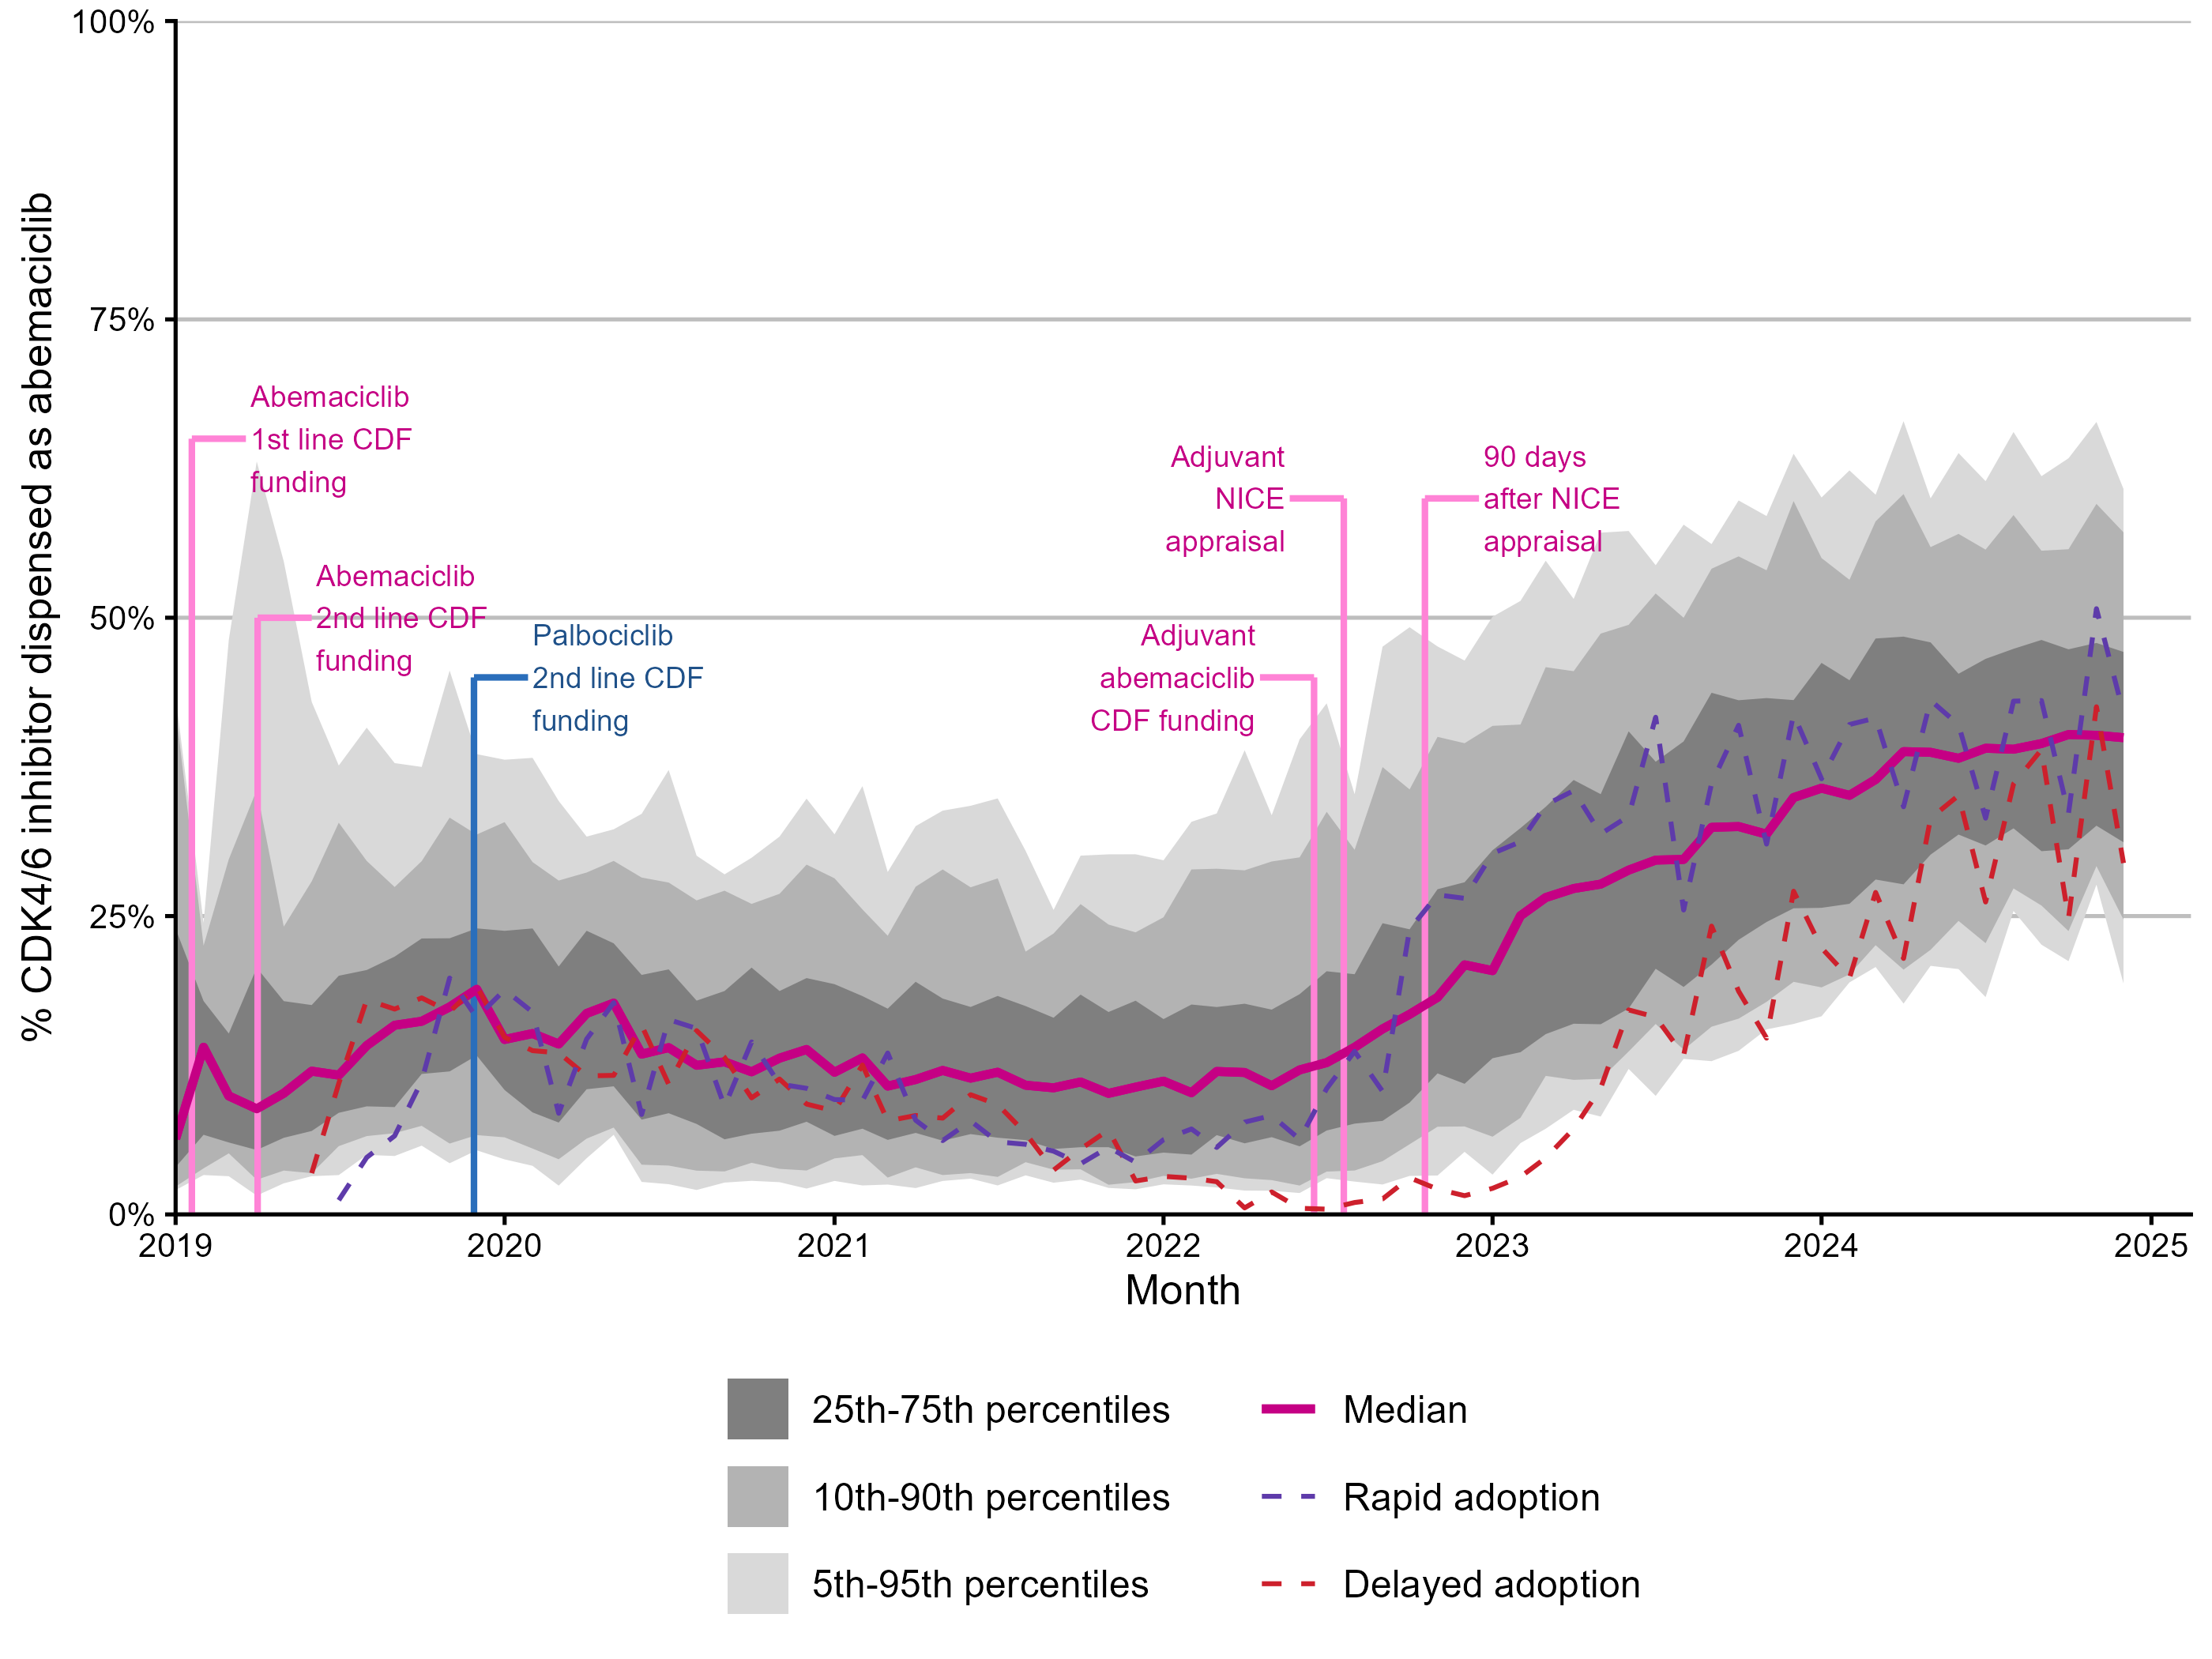 100%
75%
50%
25%
0%
% CDK4/6 inhibitor dispensed as abemaciclib
Abemaciclib
1st line CDF
funding
Abemaciclib
2nd line CDF
funding
Palbociclib
2nd line CDF
funding
Adjuvant
NICE
appraisal
Adjuvant
abemaciclib
CDF funding
90 days
after NICE
appraisal
2019
2020
2021
2022
2023
2024
2025
Month
25th-75th percentiles
10th-90th percentiles
5th-95th percentiles
Median
Rapid adoption
Delayed adoption